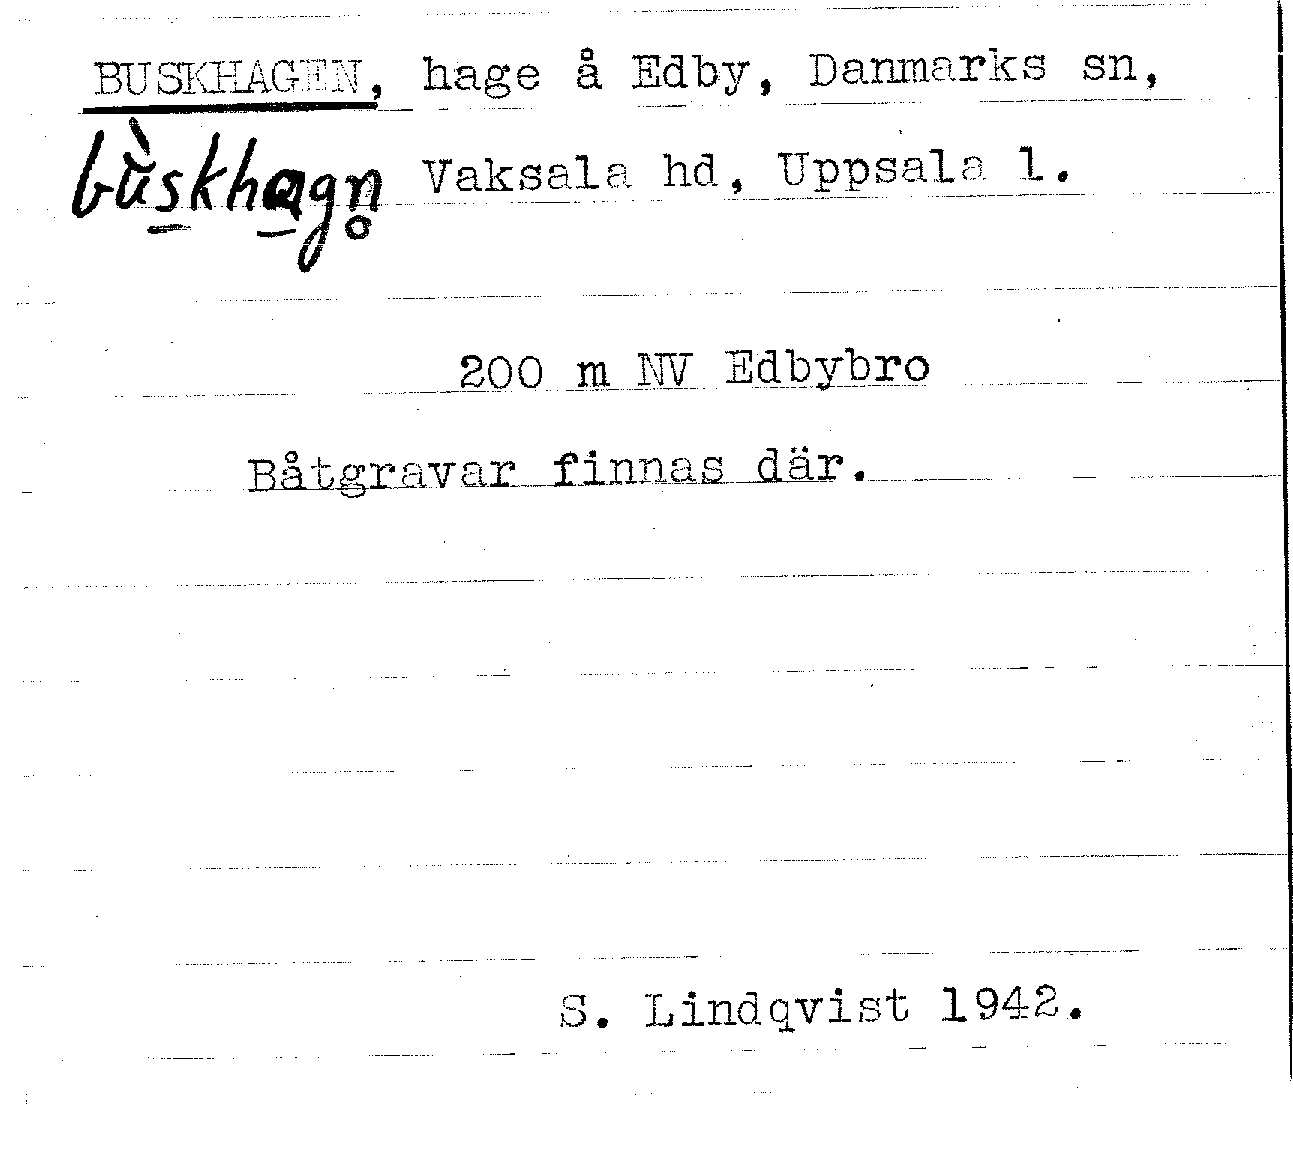 BUSKHAGEN, hage å Edby, Danmarks sn,
bùskhagn̥ Vaksala hd, Uppsala l.
200 m NV Edbybro
Båtgravar finnas där.
S. Lindqvist 1942.